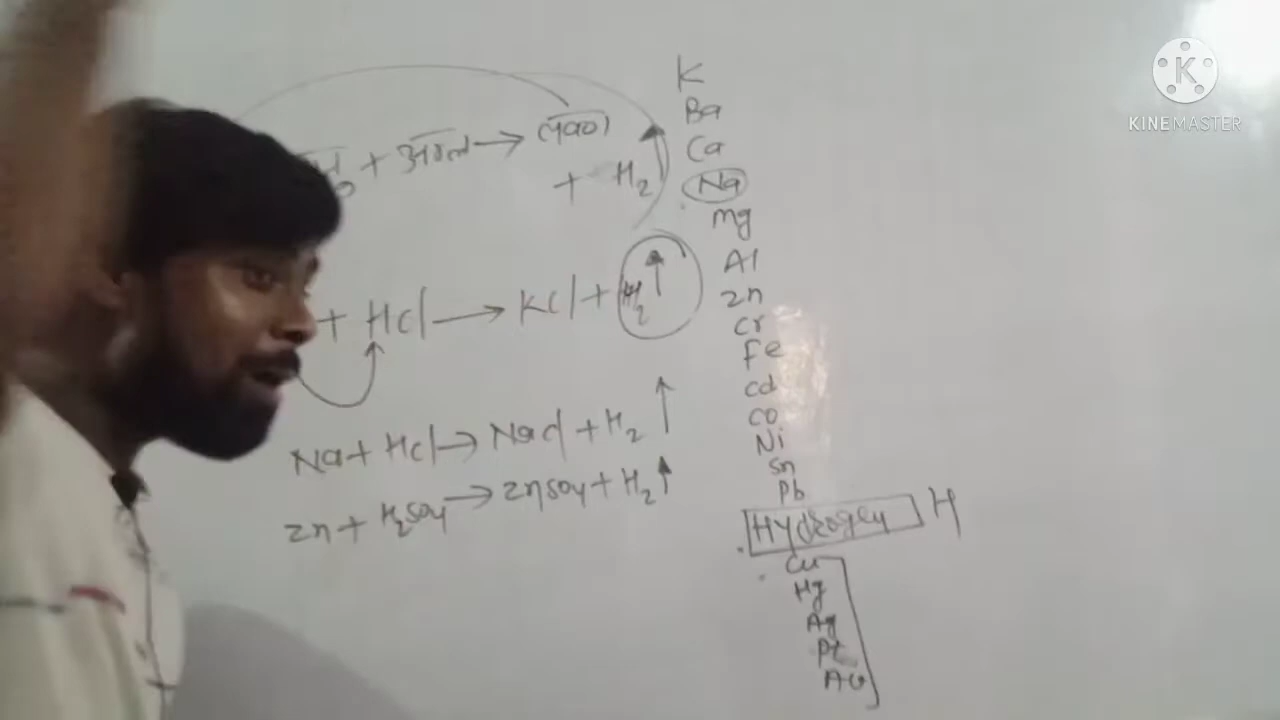 + अम्ल → (लवण)
+ H₂ ↑
+ HCl → KCl + H₂ ↑
Na + HCl → NaCl + H₂ ↑
Zn + H₂SO₄ → ZnSO₄ + H₂ ↑
K
Ba
Ca
Na
Mg
Al
Zn
Cr
Fe
Cd
Co
Ni
Sn
Pb
Hydrogen H
Cu
Hg
Ag
Pt
Au
K
KINEMASTER